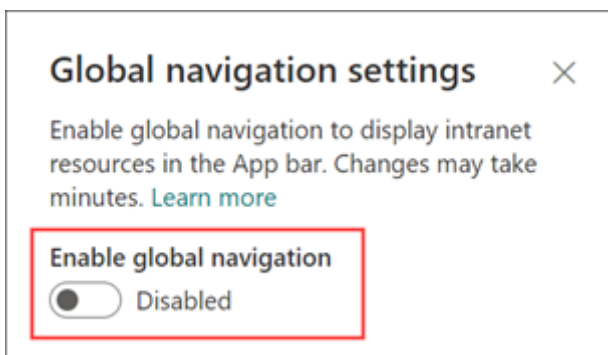 Global navigation settings
Enable global navigation to display intranet
resources in the App bar. Changes may take
minutes. Learn more
Enable global navigation
Disabled